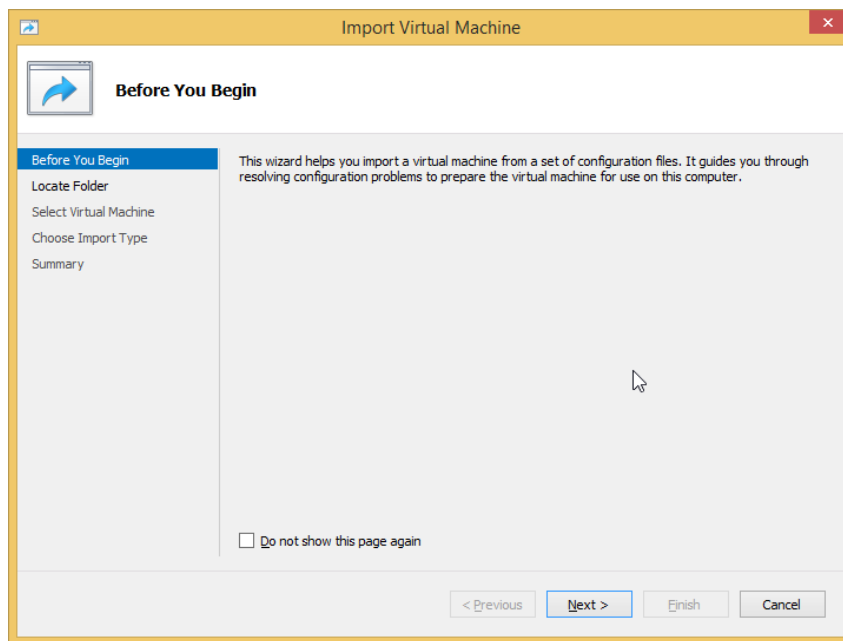 Import Virtual Machine
Before You Begin
Before You Begin
Locate Folder
Select Virtual Machine
Choose Import Type
Summary
This wizard helps you import a virtual machine from a set of configuration files. It guides you through
resolving configuration problems to prepare the virtual machine for use on this computer.
Do not show this page again
< Previous
Next >
Finish
Cancel